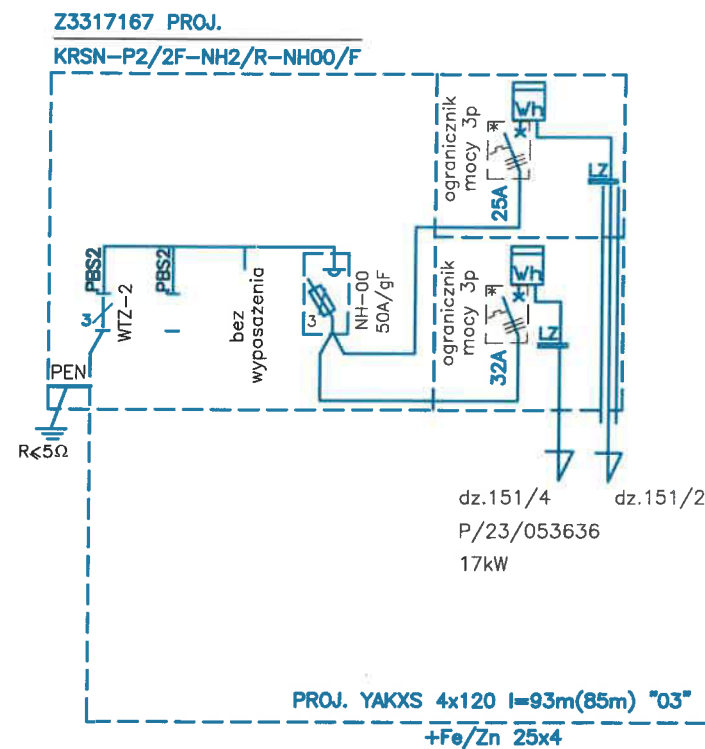 Z3317167 PROJ.
KRSN-P2/2F-NH2/R-NH00/F
ogranicznik
mocy 3p
*
25A
Wh
LZ
PBS2
3
WTZ-2
PBS2
bez
wyposażenia
3
NH-00
50A/gF
ogranicznik
mocy 3p
*
32A
Wh
LZ
PEN
R⩽5Ω
dz.151/4
P/23/053636
17kW
dz.151/2
PROJ. YAKXS 4x120 l=93m(85m) "03"
+Fe/Zn 25x4